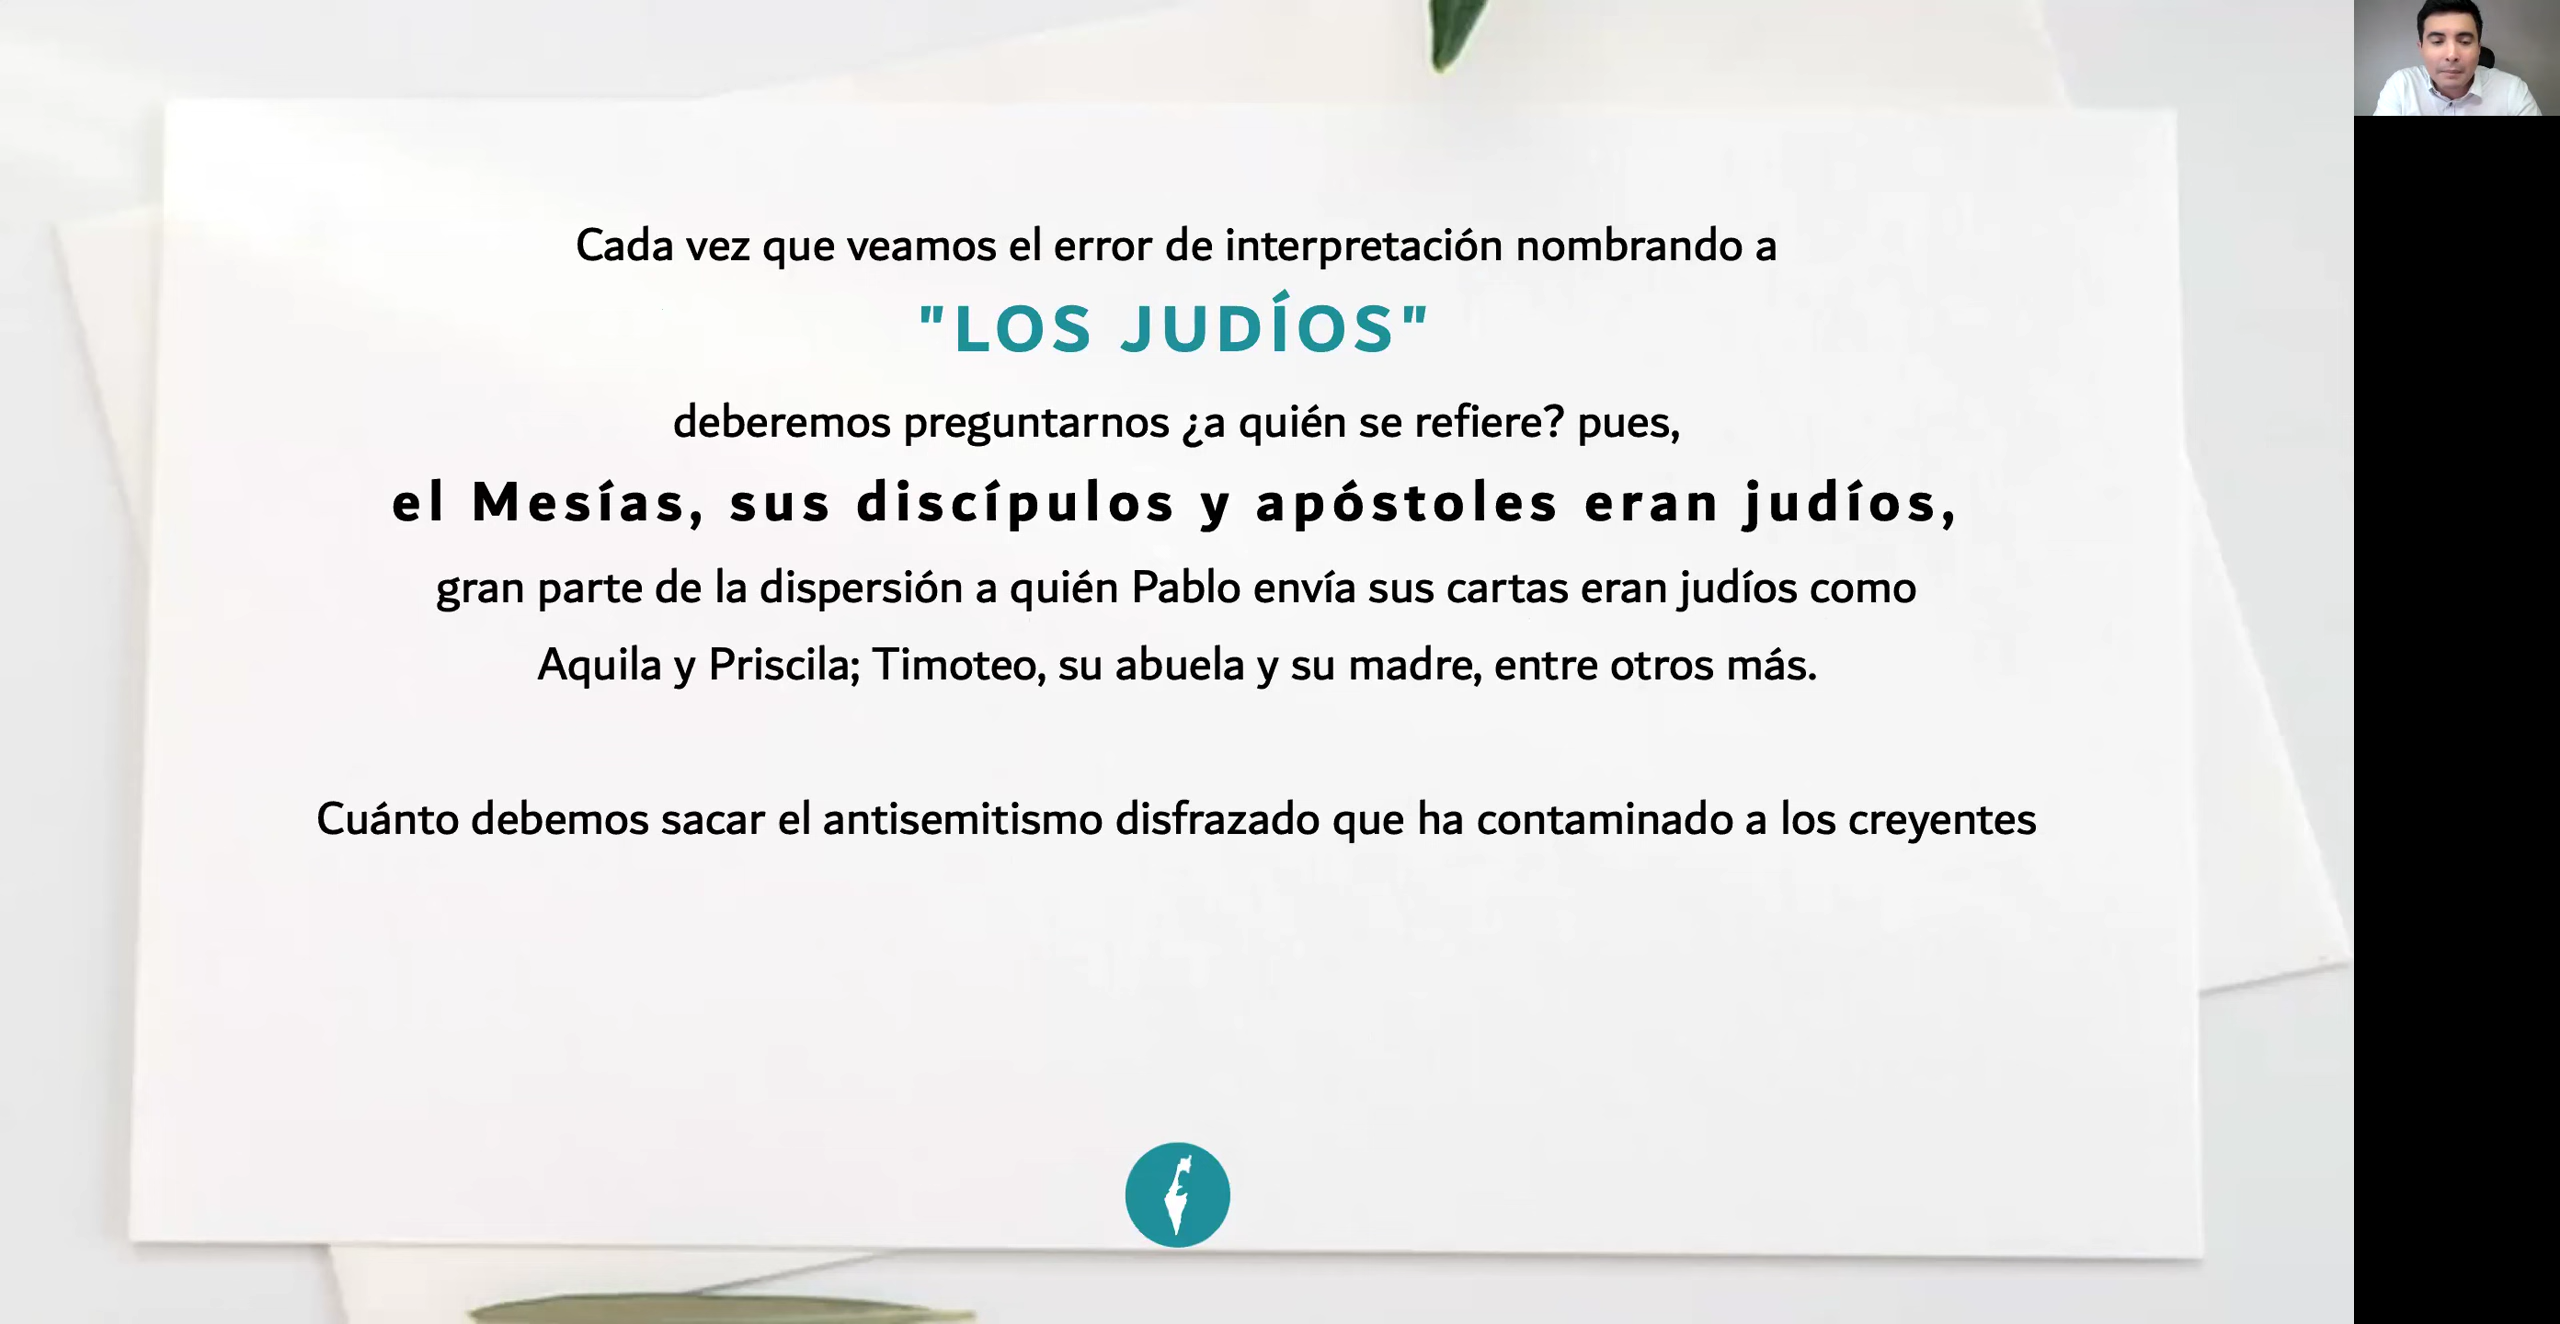 Cada vez que veamos el error de interpretación nombrando a
"LOS JUDÍOS"
deberemos preguntarnos ¿a quién se refiere? pues,
el Mesías, sus discípulos y apóstoles eran judíos,
gran parte de la dispersión a quién Pablo envía sus cartas eran judíos como
Aquila y Priscila; Timoteo, su abuela y su madre, entre otros más.
Cuánto debemos sacar el antisemitismo disfrazado que ha contaminado a los creyentes